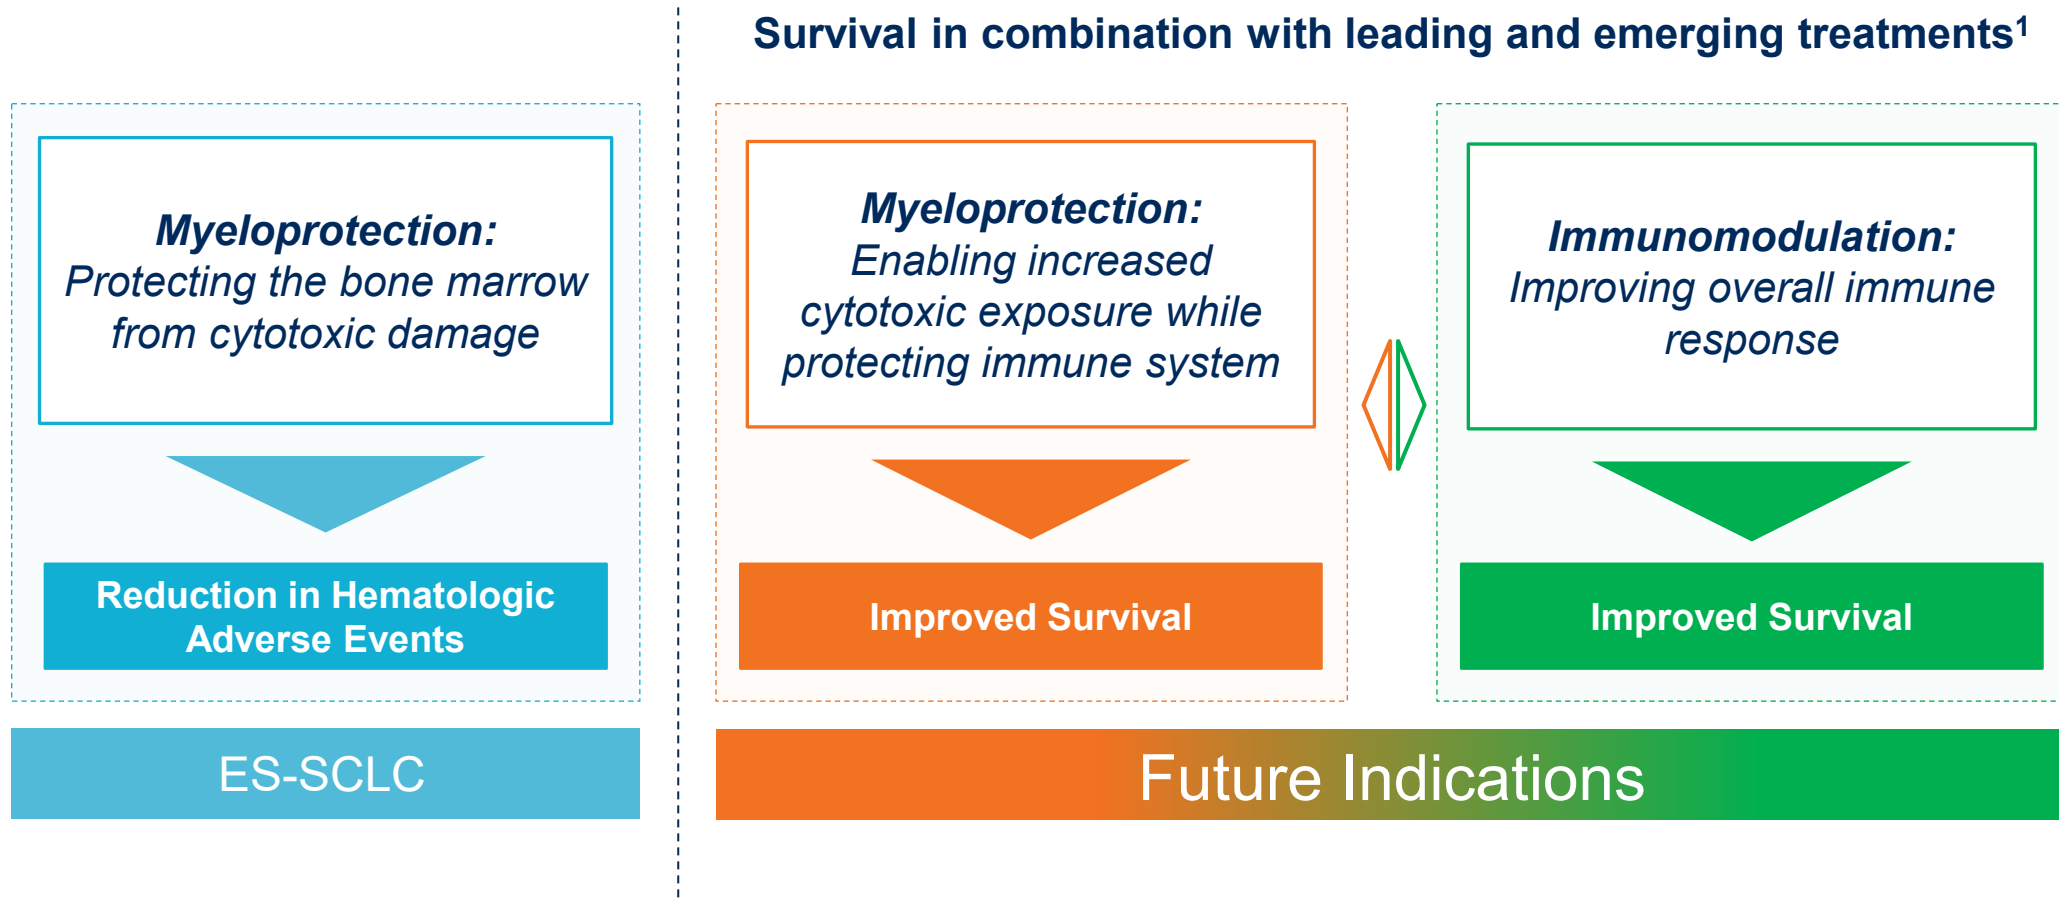 Survival in combination with leading and emerging treatments1
Myeloprotection:
Protecting the bone marrow
from cytotoxic damage
Reduction in Hematologic
Adverse Events
ES-SCLC
Myeloprotection:
Enabling increased
cytotoxic exposure while
protecting immune system
Improved Survival
Immunomodulation:
Improving overall immune
response
Improved Survival
Future Indications